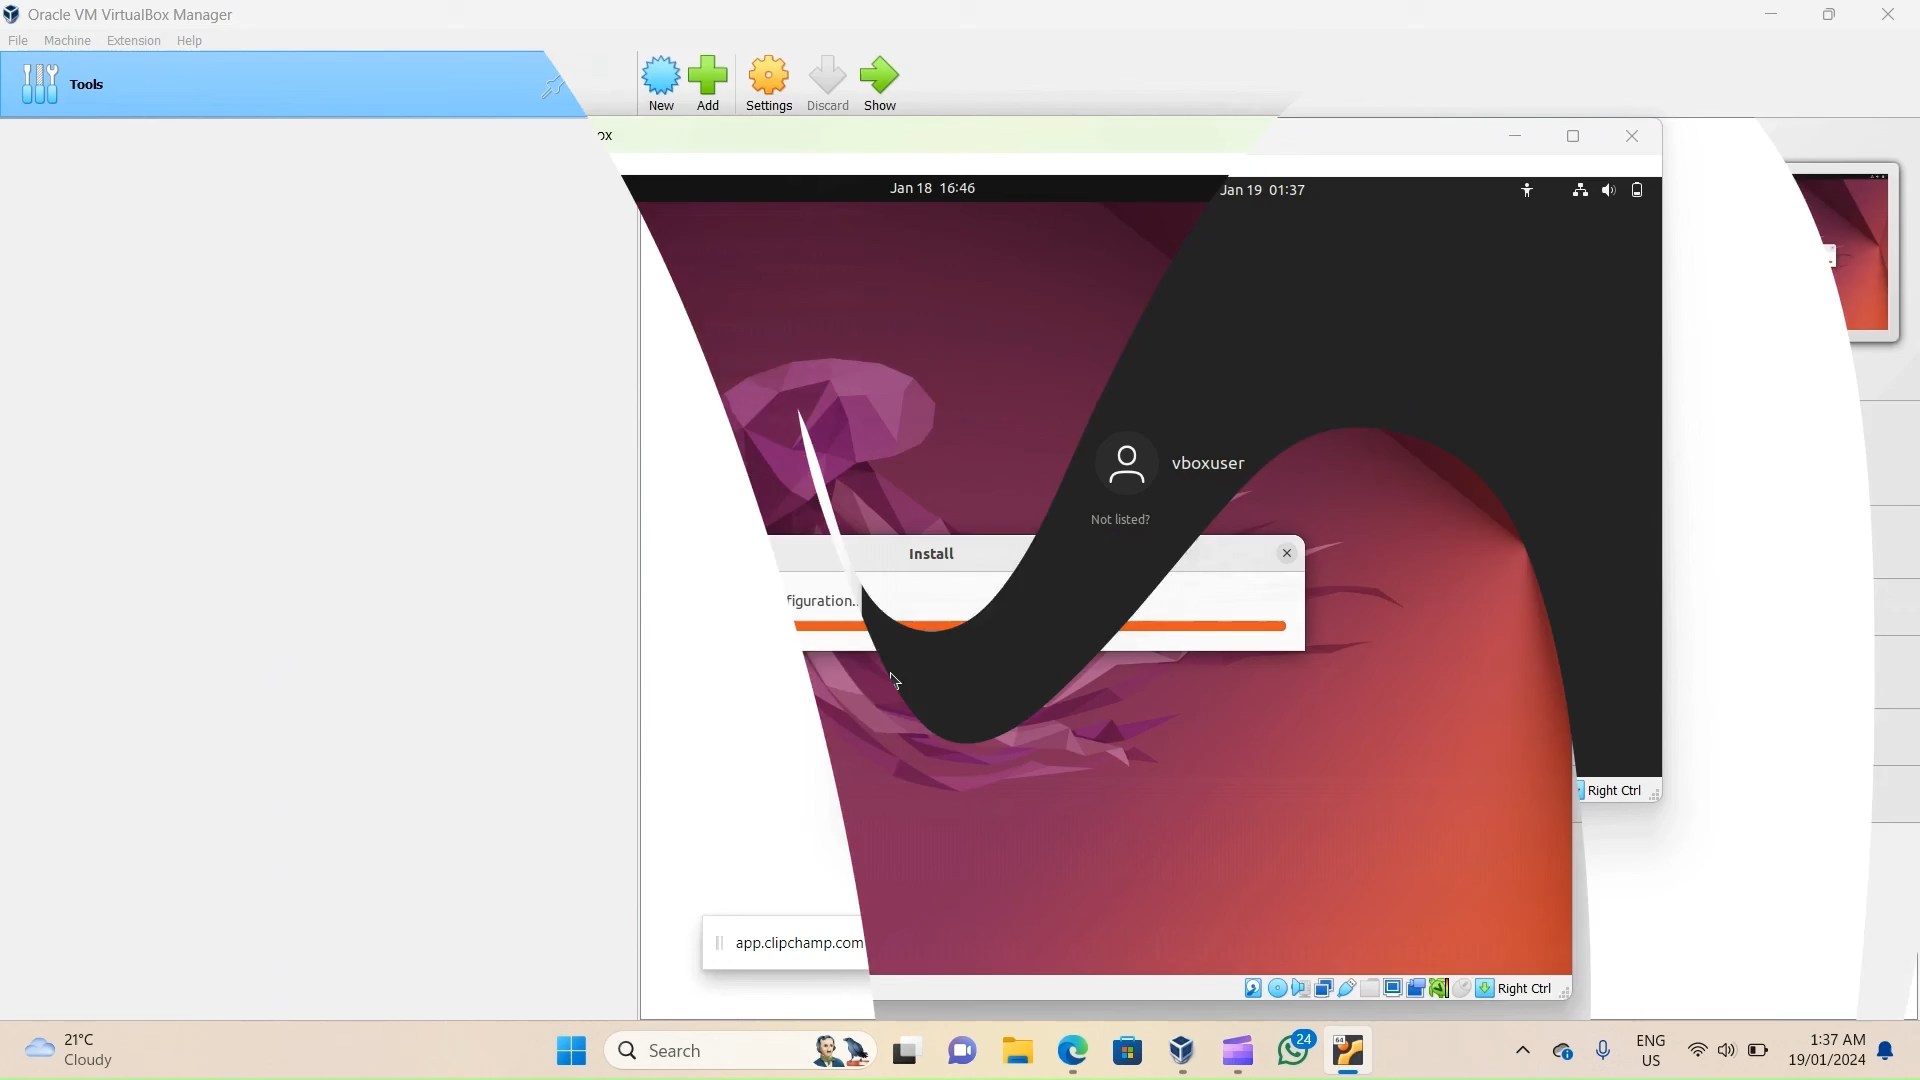 Oracle VM VirtualBox Manager
File Machine Extension Help
Tools
New Add Settings Discard Show
ox
Jan 18 16:46
Jan 19 01:37
vboxuser
Not listed?
Install
figuration..
Right Ctrl
app.clipchamp.com
Right Ctrl
21°C
Cloudy
Search
24
64
ENG
US
1:37 AM
19/01/2024